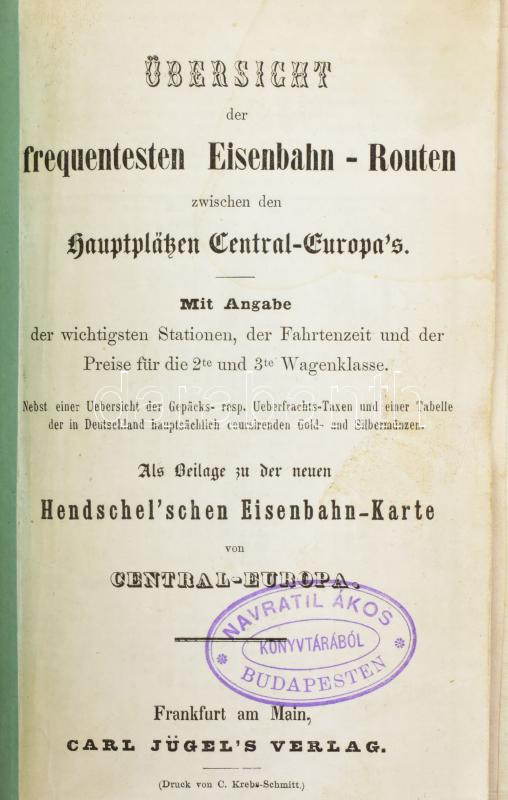 ÜBERSICHT
der
frequentesten Eisenbahn - Routen
zwischen den
Hauptplätzen Central-Europa's.
Mit Angabe
der wichtigsten Stationen, der Fahrtenzeit und der
Preise für die 2te und 3te Wagenklasse.
darabanth
Nebst einer Uebersicht der Gepäcks- resp. Ueberfrachts-Taxen und einer Tabelle
der in Deutschland hauptsächlich coursirenden Gold- und Silbermünzen.
Als Beilage zu der neuen
Hendschel'schen Eisenbahn-Karte
von
CENTRAL-EUROPA.
NAVRATIL ÁKOS
KÖNYVTÁRÁBÓL
BUDAPESTEN
Frankfurt am Main,
CARL JÜGEL'S VERLAG.
(Druck von C. Krebs-Schmitt.)